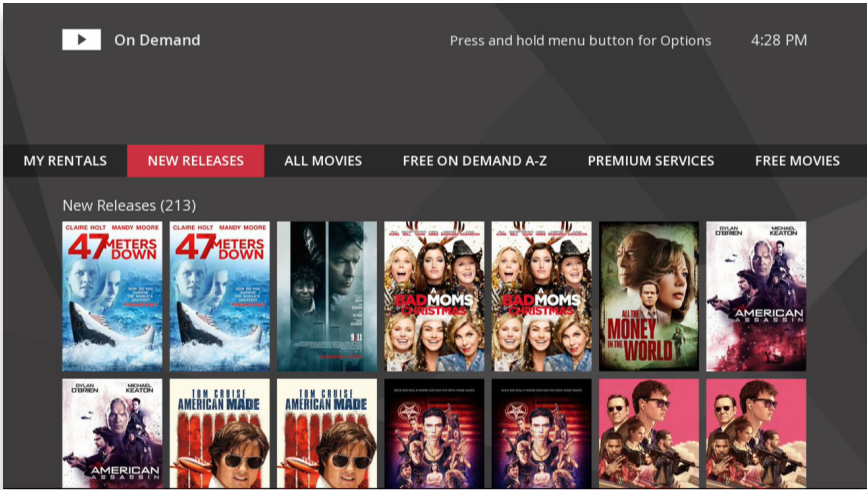 On Demand
Press and hold menu button for Options
4:28 PM
MY RENTALS
NEW RELEASES
ALL MOVIES
FREE ON DEMAND A-Z
PREMIUM SERVICES
FREE MOVIES
New Releases (213)
CLAIRE HOLT MANDY MOORE
47 METERS
DOWN
CLAIRE HOLT MANDY MOORE
47 METERS
DOWN
9 11
A
BAD MOMS
CHRISTMAS
A
BAD MOMS
CHRISTMAS
ALL THE
MONEY
IN THE WORLD
DYLAN
O'BRIEN
MICHAEL
KEATON
AMERICAN
ASSASSIN
DYLAN
O'BRIEN
MICHAEL
KEATON
AMERICAN
ASSASSIN
TOM CRUISE
AMERICAN MADE
TOM CRUISE
AMERICAN MADE